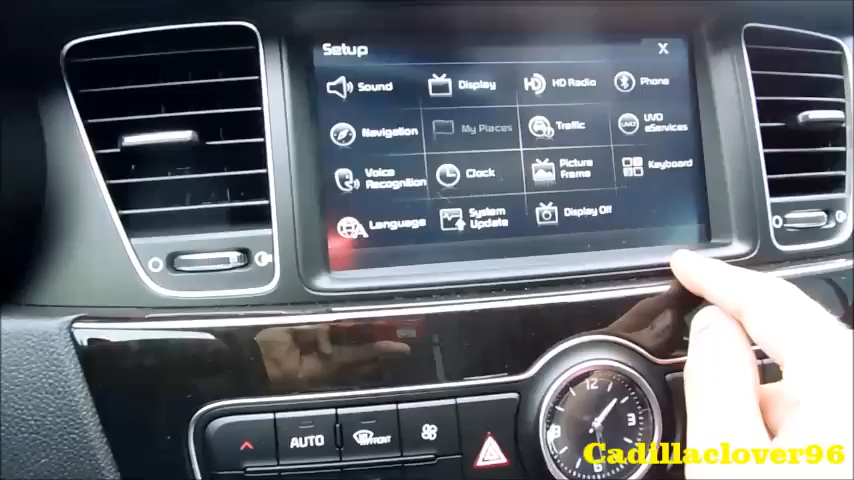 Setup X
Sound Display HD Radio Phone
Navigation My Places Traffic UVO eServices
Voice Recognition Clock Picture Frame Keyboard
Language System Update Display Off
AUTO FRONT
12
3
9
Cadillaclover96